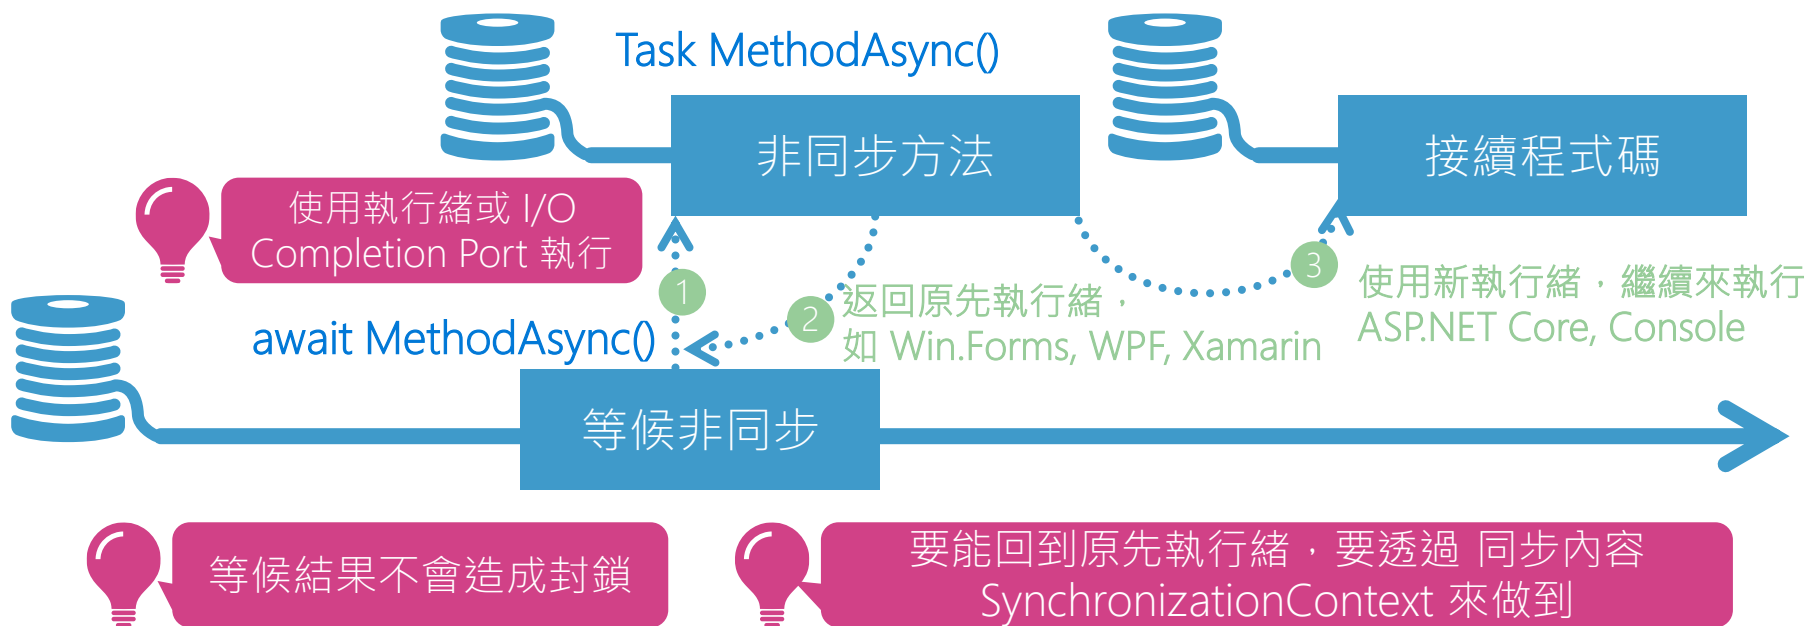 Task MethodAsync()
非同步方法
接續程式碼
使用執行緒或 I/O
Completion Port 執行
1
2
返回原先執行緒，
如 Win.Forms, WPF, Xamarin
3
使用新執行緒，繼續來執行
ASP.NET Core, Console
await MethodAsync()
等候非同步
等候結果不會造成封鎖
要能回到原先執行緒，要透過 同步內容
SynchronizationContext 來做到